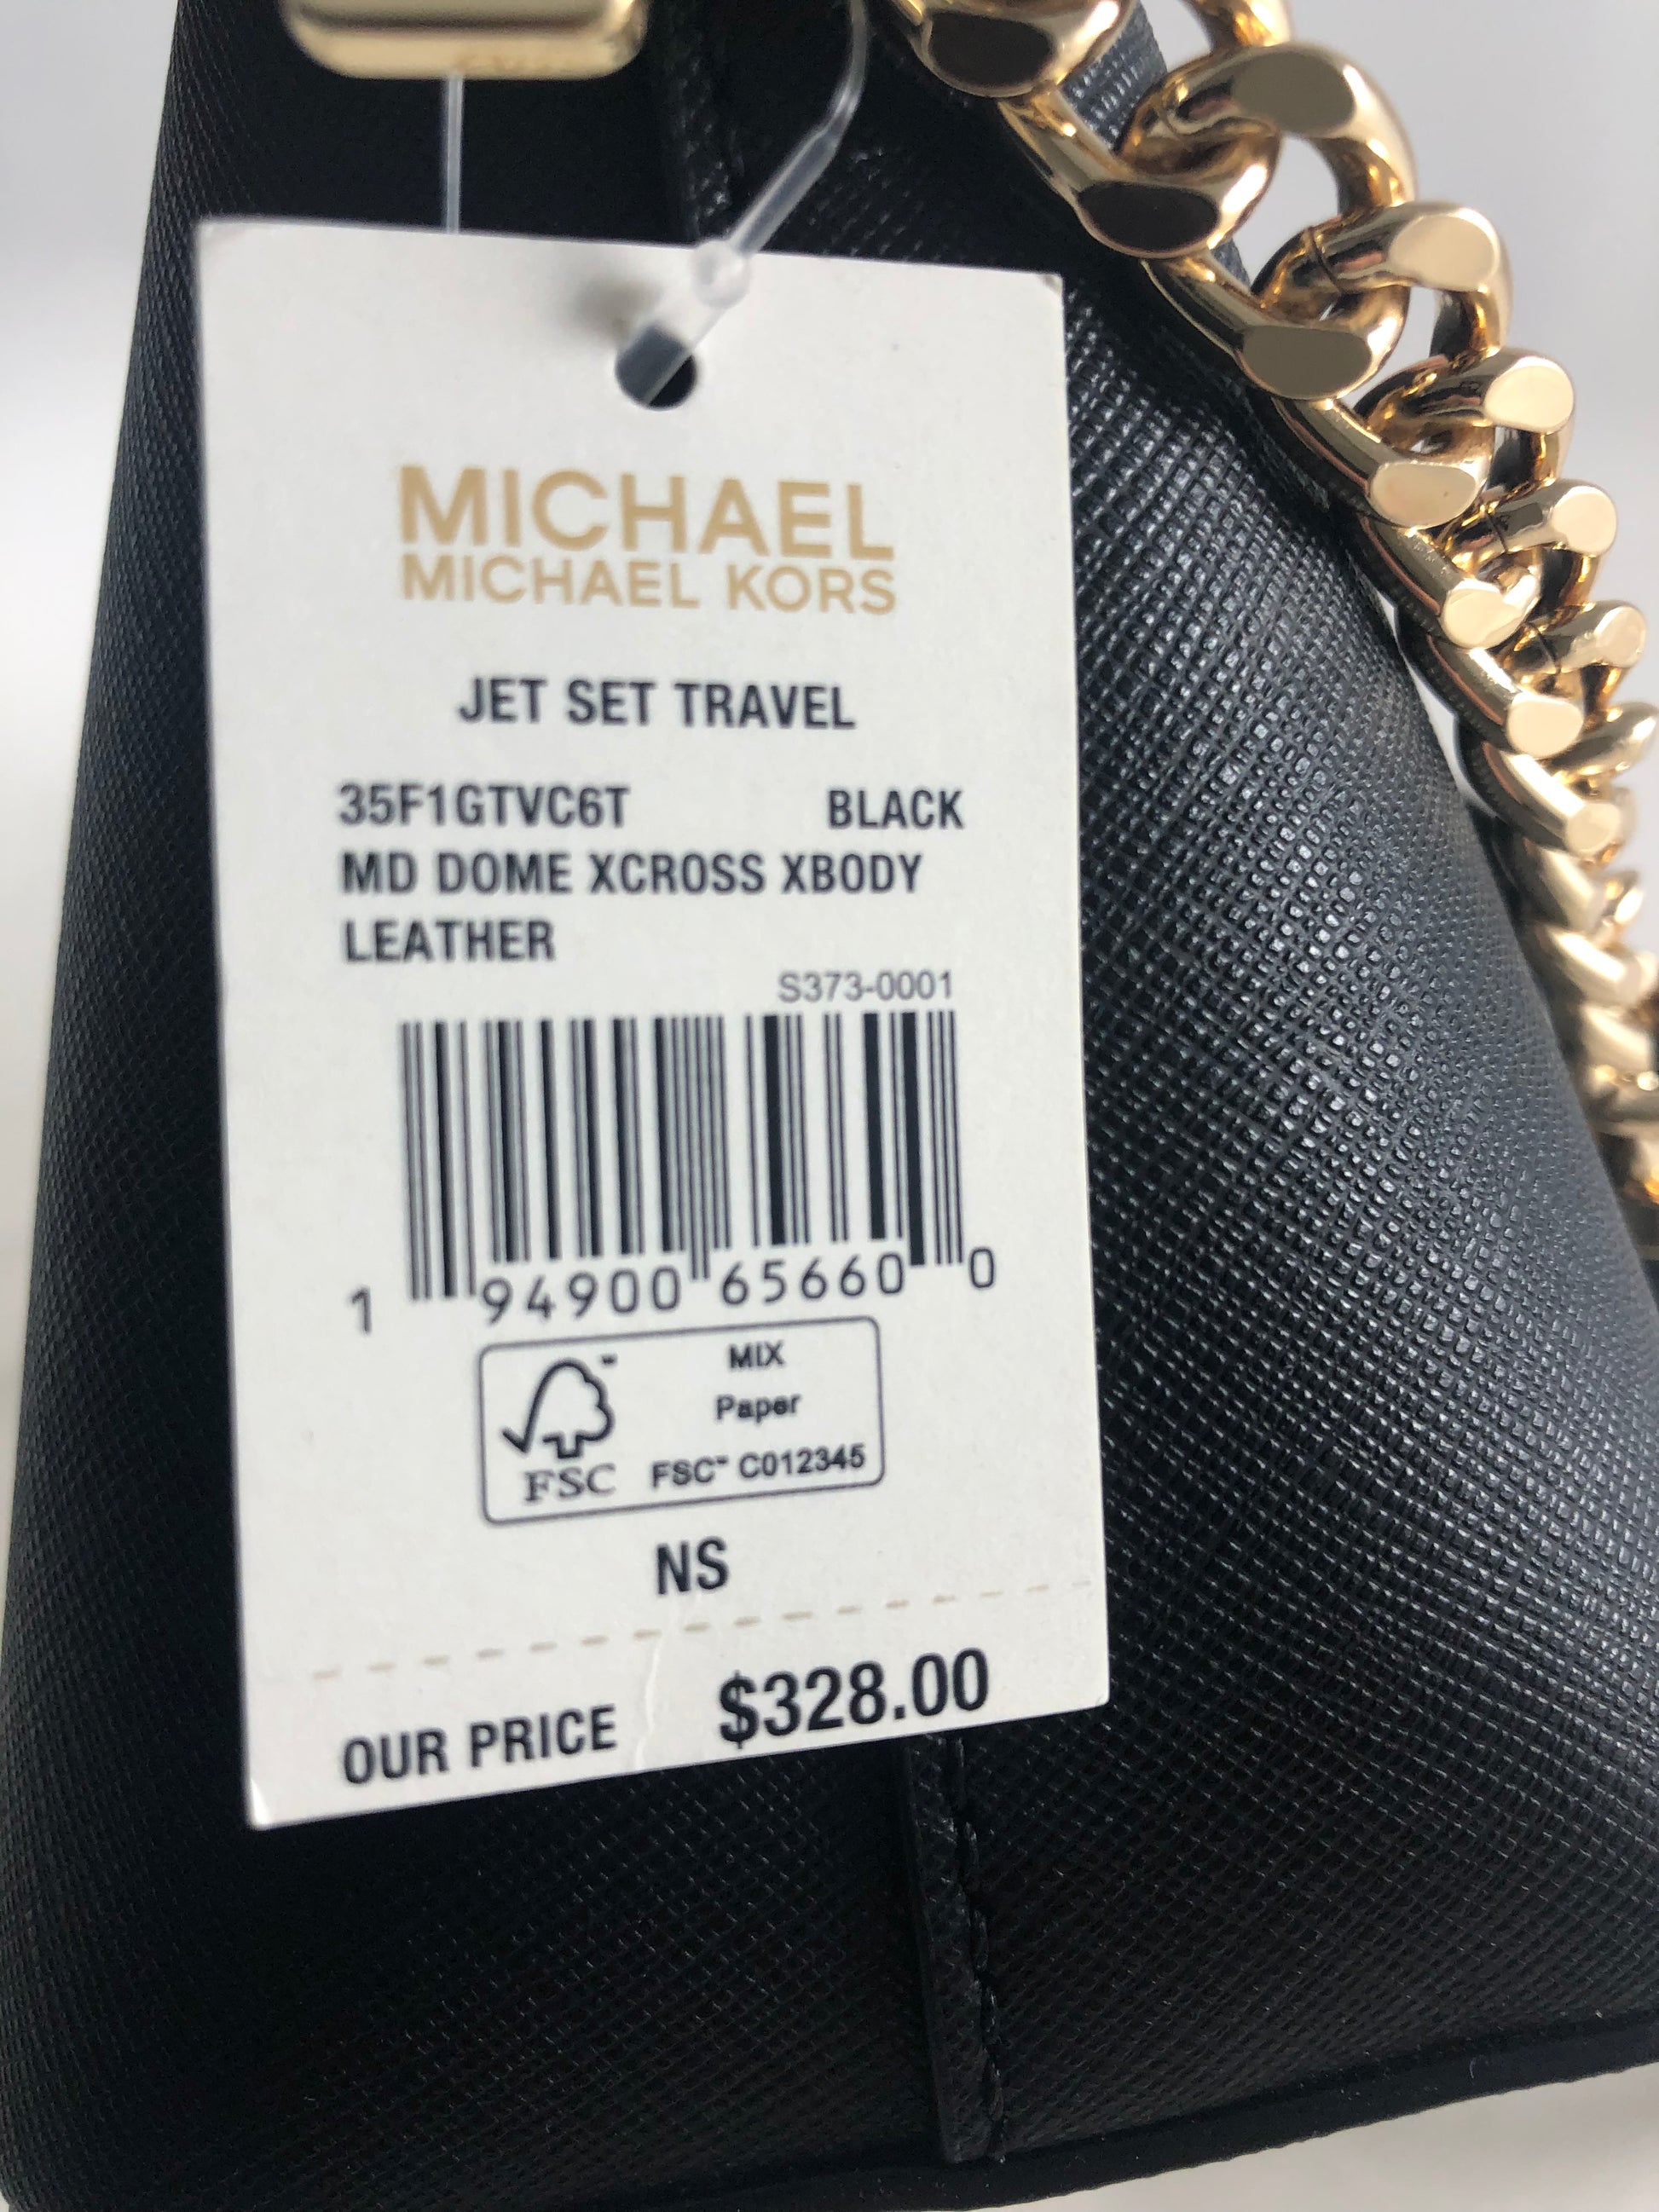 MICHAEL
MICHAEL KORS
JET SET TRAVEL
35F1GTVC6T BLACK
MD DOME XCROSS XBODY
LEATHER
S373-0001
1 94900 65660 0
MIX
Paper
FSC™ C012345
FSC
NS
OUR PRICE $328.00